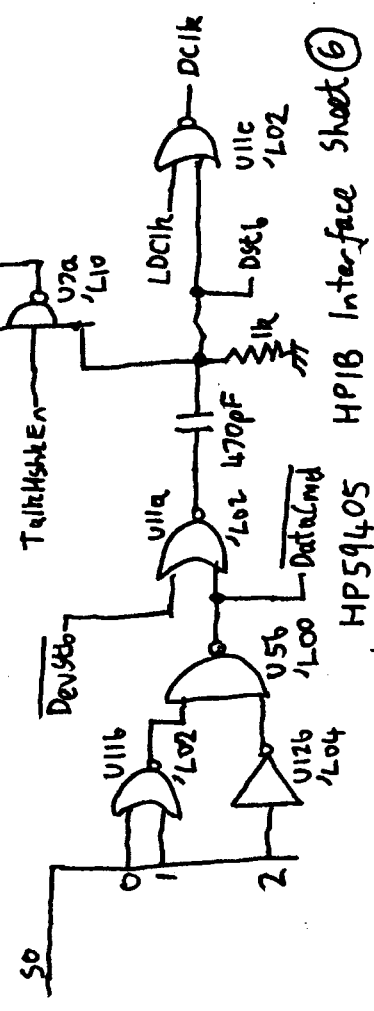 S0
0
1
2
U11b
'L02
U12b
'L04
U5b
'L00
DevStb
DataCmd
U11a
'L02
470pF
1k
TalkHshkEn
U7a
'L10
LDClk
DStb
DClk
U11c
'L02
HP59405 HPIB Interface Sheet 6